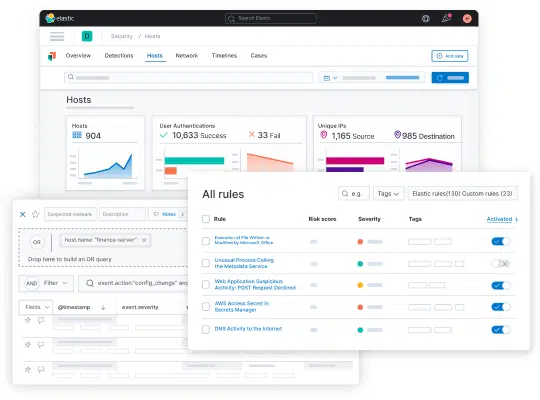 elastic
Search Elastic
D
Security / Hosts
Overview Detections Hosts Network Timelines Cases
Add data
Hosts
Hosts
904
User Authentications
10,633 Success
33 Fail
Unique IPs
1,165 Source
985 Destination
Suspected malware
Description
Notes
OR
host.name: "finance-server"
Drop here to build an OR query
AND
Filter
event.action:"config_change" and
Fields
@timestamp
event.severity
All rules
e.g.
Tags
Elastic rules(130) Custom rules (23)
Rule Risk score Severity Tags Activated
Execution of File Written or
Modified by Microsoft Office
Unusual Process Calling
the Metadata Service
Web Application Suspicious
Activity: POST Request Declined
AWS Access Secret in
Secrets Manager
DNS Activity to the Internet